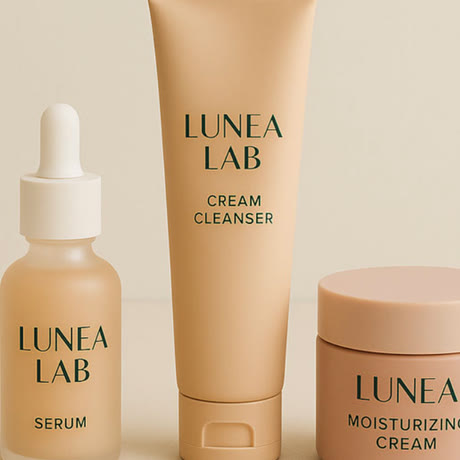 LUNEA
LAB
SERUM
LUNEA
LAB
CREAM
CLEANSER
LUNEA
MOISTURIZING
CREAM